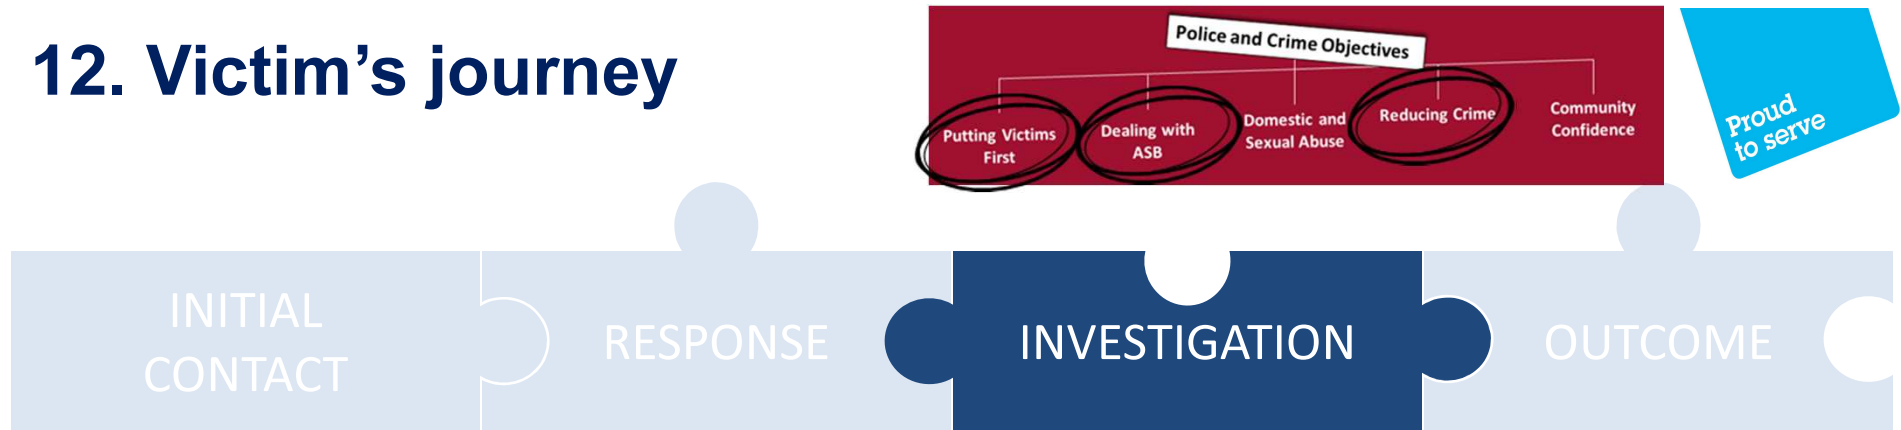 12. Victim’s journey
Police and Crime Objectives
Putting Victims
First
Dealing with
ASB
Domestic and
Sexual Abuse
Reducing Crime
Community
Confidence
Proud
to serve
INITIAL
CONTACT
RESPONSE
INVESTIGATION
OUTCOME